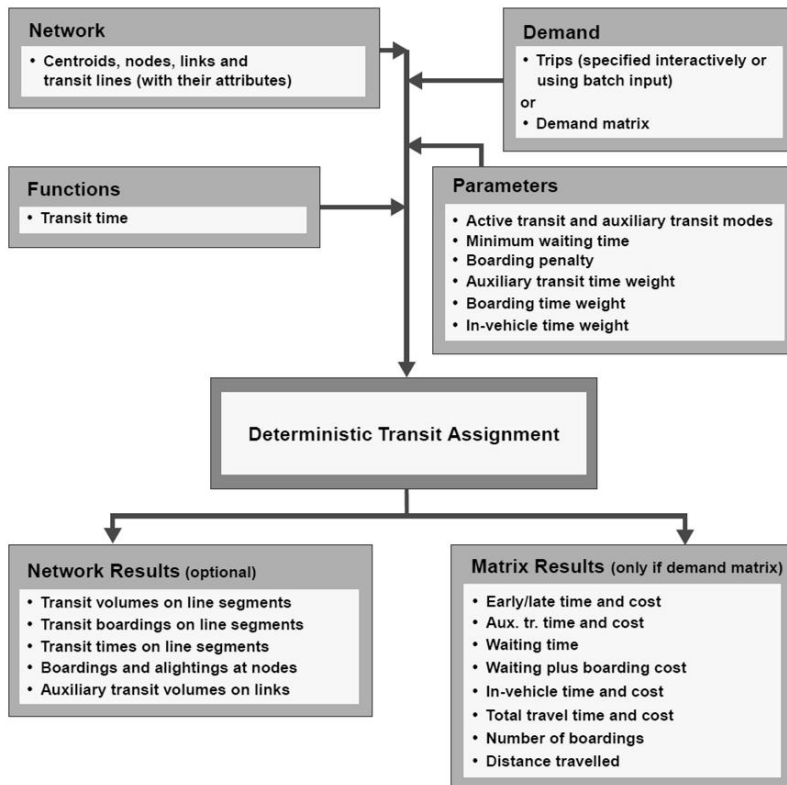 Network
• Centroids, nodes, links and
transit lines (with their attributes)
Demand
• Trips (specified interactively or
using batch input)
or
• Demand matrix
Functions
• Transit time
Parameters
• Active transit and auxiliary transit modes
• Minimum waiting time
• Boarding penalty
• Auxiliary transit time weight
• Boarding time weight
• In-vehicle time weight
Deterministic Transit Assignment
Network Results (optional)
• Transit volumes on line segments
• Transit boardings on line segments
• Transit times on line segments
• Boardings and alightings at nodes
• Auxiliary transit volumes on links
Matrix Results (only if demand matrix)
• Early/late time and cost
• Aux. tr. time and cost
• Waiting time
• Waiting plus boarding cost
• In-vehicle time and cost
• Total travel time and cost
• Number of boardings
• Distance travelled